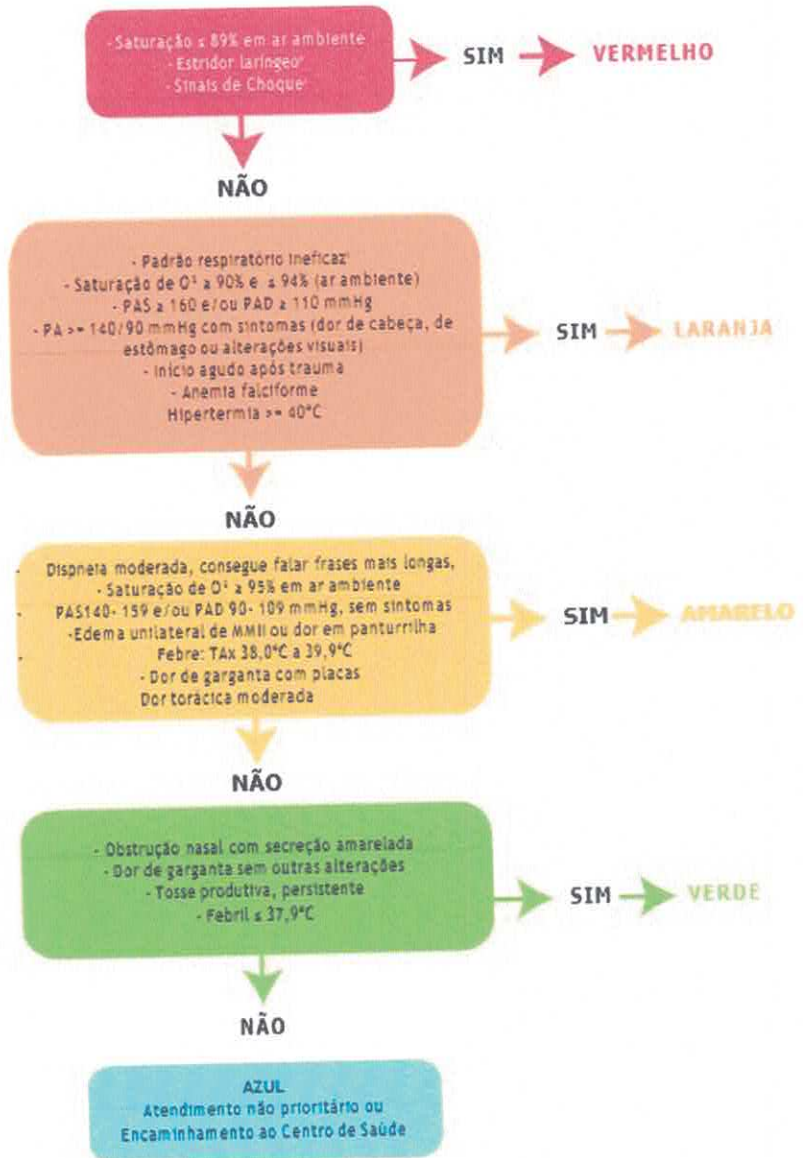 - Saturação ≤ 89% em ar ambiente
- Estridor laríngeo
- Sinais de Choque
SIM
VERMELHO
NÃO
- Padrão respiratório ineficaz
- Saturação de O² ≥ 90% e ≤ 94% (ar ambiente)
- PAS ≥ 160 e/ou PAD ≥ 110 mmHg
- PA >= 140/90 mmHg com sintomas (dor de cabeça, de
estômago ou alterações visuais)
- Início agudo após trauma
- Anemia falciforme
Hipertermia >= 40°C
SIM
LARANJA
NÃO
- Dispneia moderada, consegue falar frases mais longas,
- Saturação de O² ≥ 95% em ar ambiente
- PAS140- 159 e/ou PAD 90- 109 mmHg, sem sintomas
-Edema unilateral de MMII ou dor em panturrilha
- Febre: TAx 38,0°C a 39,9°C
- Dor de garganta com placas
Dor torácica moderada
SIM
AMARELO
NÃO
- Obstrução nasal com secreção amarelada
- Dor de garganta sem outras alterações
- Tosse produtiva, persistente
- Febril ≤ 37,9°C
SIM
VERDE
NÃO
AZUL
Atendimento não prioritário ou
Encaminhamento ao Centro de Saúde